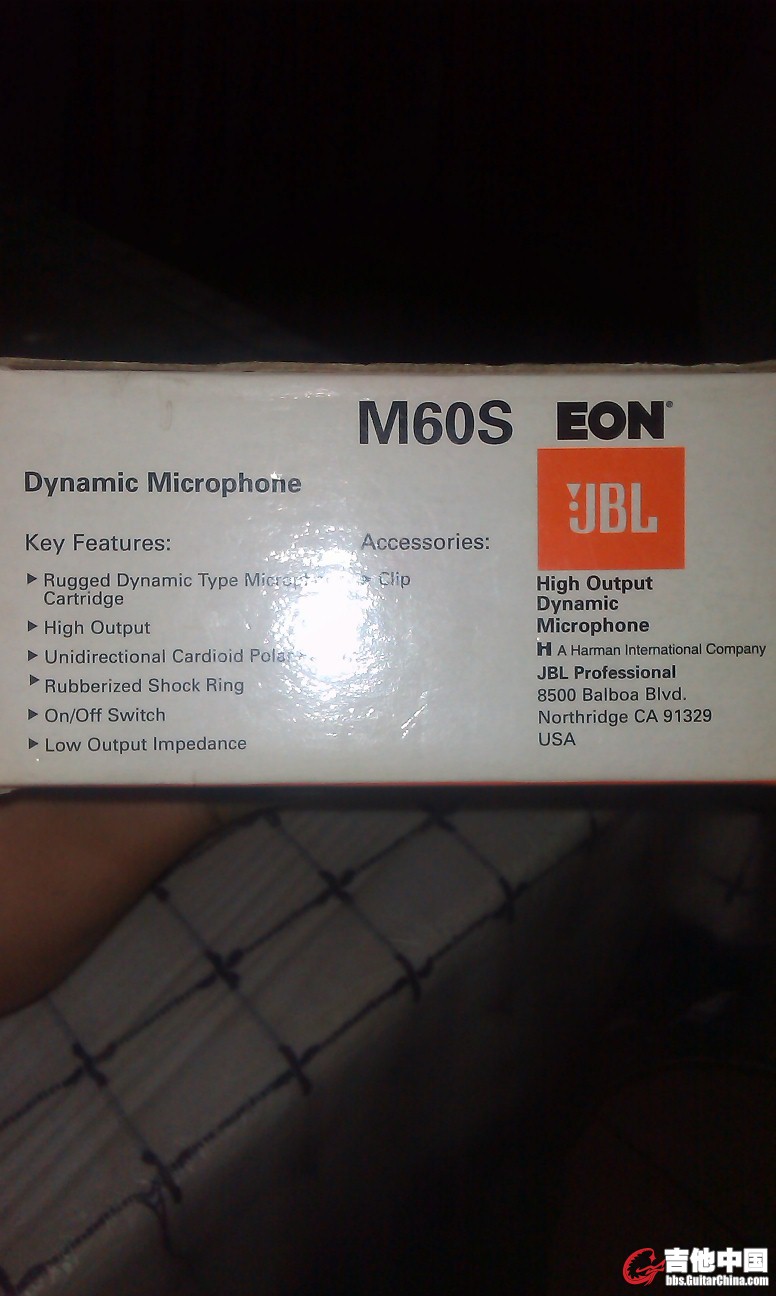 M60S
EON®
Dynamic Microphone
Key Features:
▶ Rugged Dynamic Type
Cartridge
▶ High Output
▶ Unidirectional Cardioid
▶ Rubberized Shock Ring
▶ On/Off Switch
▶ Low Output Impedance
Accessories:
▶ Clip
JBL
High Output
Dynamic
Microphone
H A Harman International Company
JBL Professional
8500 Balboa Blvd.
Northridge CA 91329
USA
吉他中国
bbs.GuitarChina.com